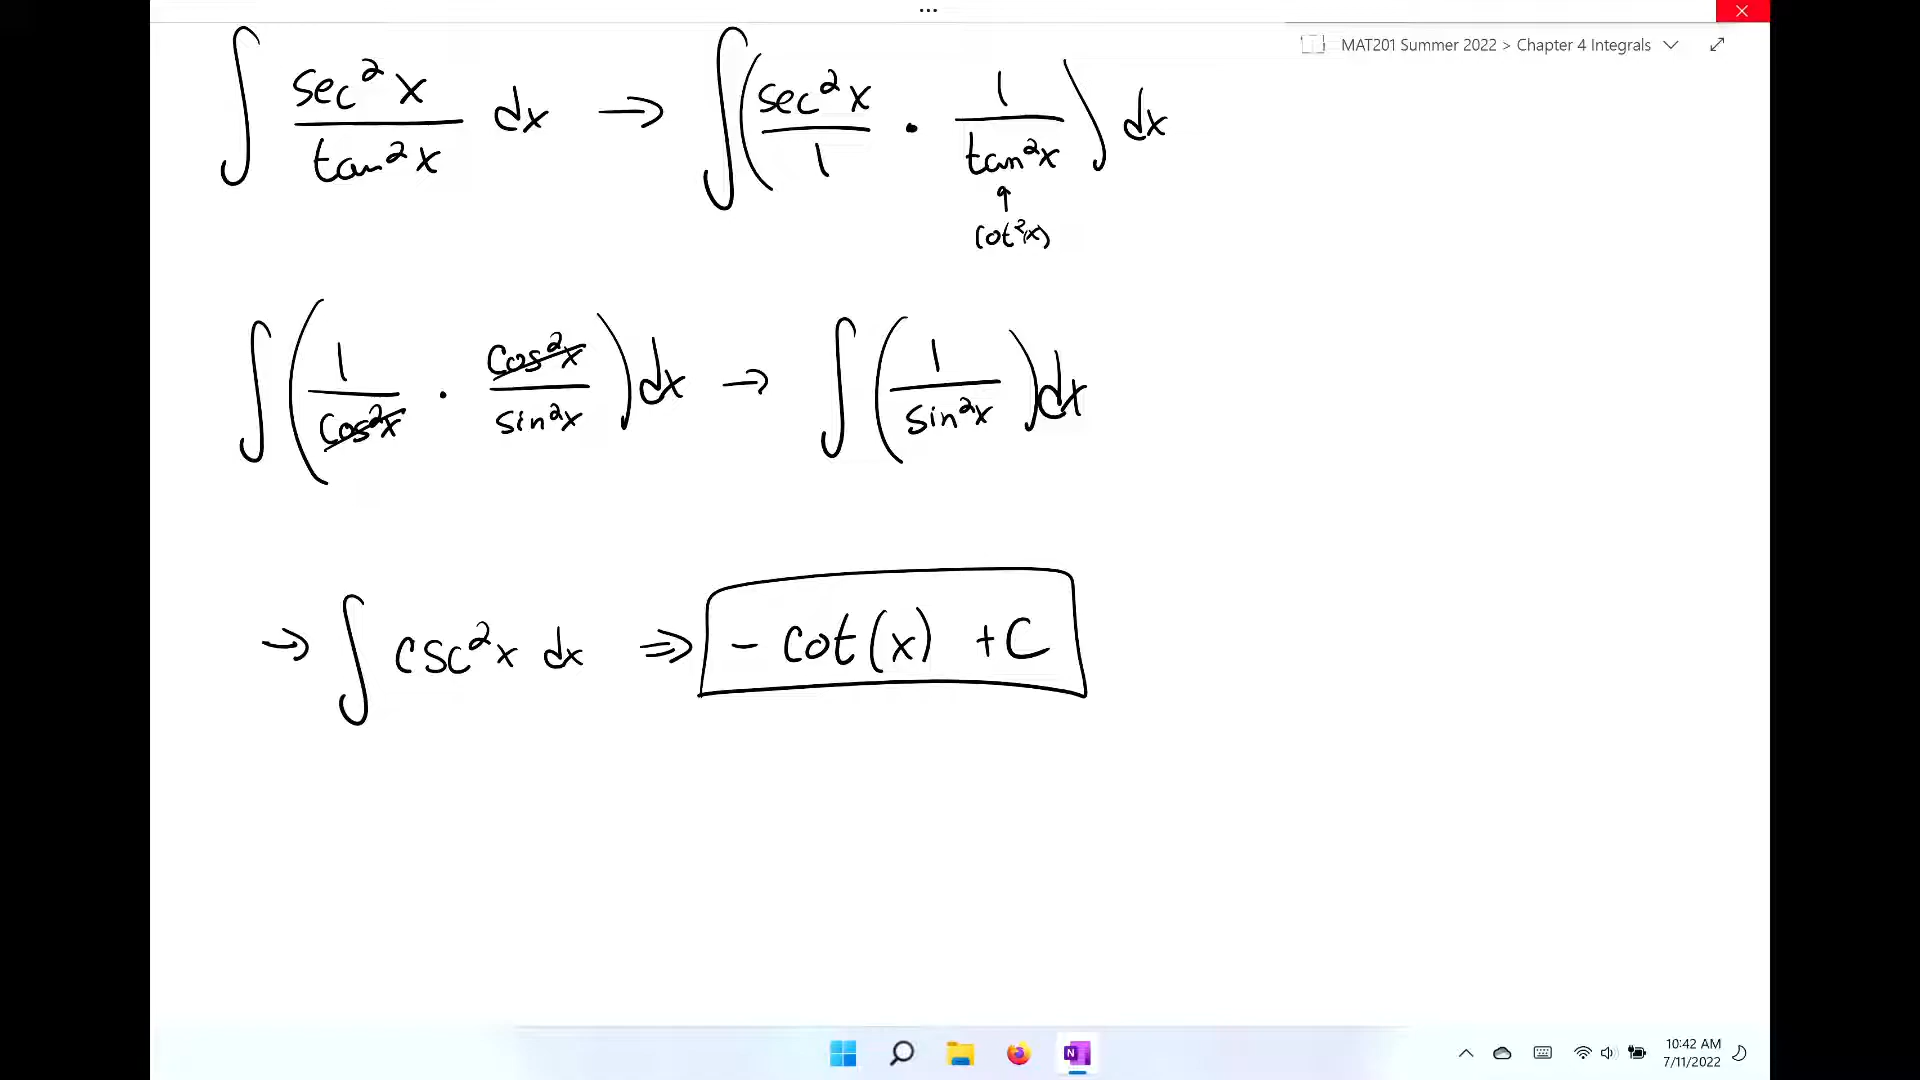 ...
MAT201 Summer 2022 > Chapter 4 Integrals
∫ sec²x / tan²x dx → ∫ ( sec²x / 1 · 1 / tan²x ) dx
↑
cot²(x)
∫ ( 1 / cos²x · cos²x / sin²x ) dx → ∫ ( 1 / sin²x ) dx
→ ∫ csc²x dx ⇒ - cot(x) + C
N
10:42 AM
7/11/2022